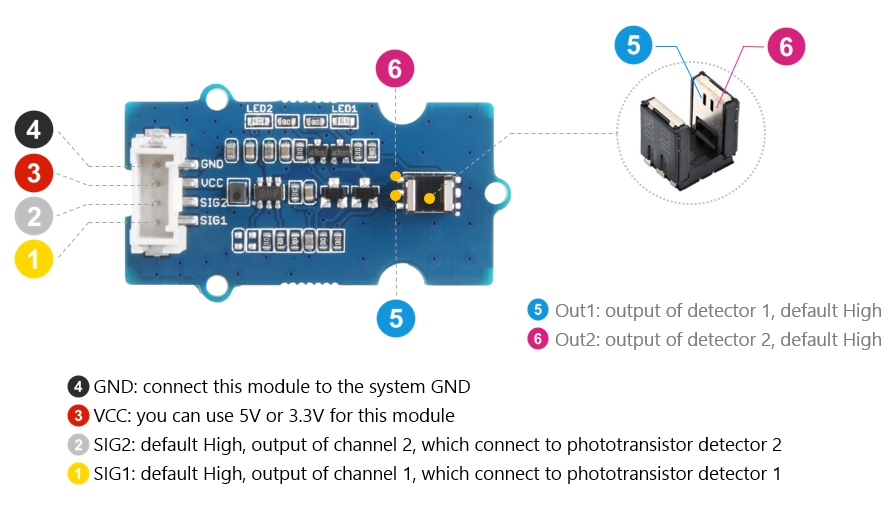 5
6
6
LED2
LED1
4
GND
3
VCC
2
SIG2
1
SIG1
5
5 Out1: output of detector 1, default High
6 Out2: output of detector 2, default High
4 GND: connect this module to the system GND
3 VCC: you can use 5V or 3.3V for this module
2 SIG2: default High, output of channel 2, which connect to phototransistor detector 2
1 SIG1: default High, output of channel 1, which connect to phototransistor detector 1